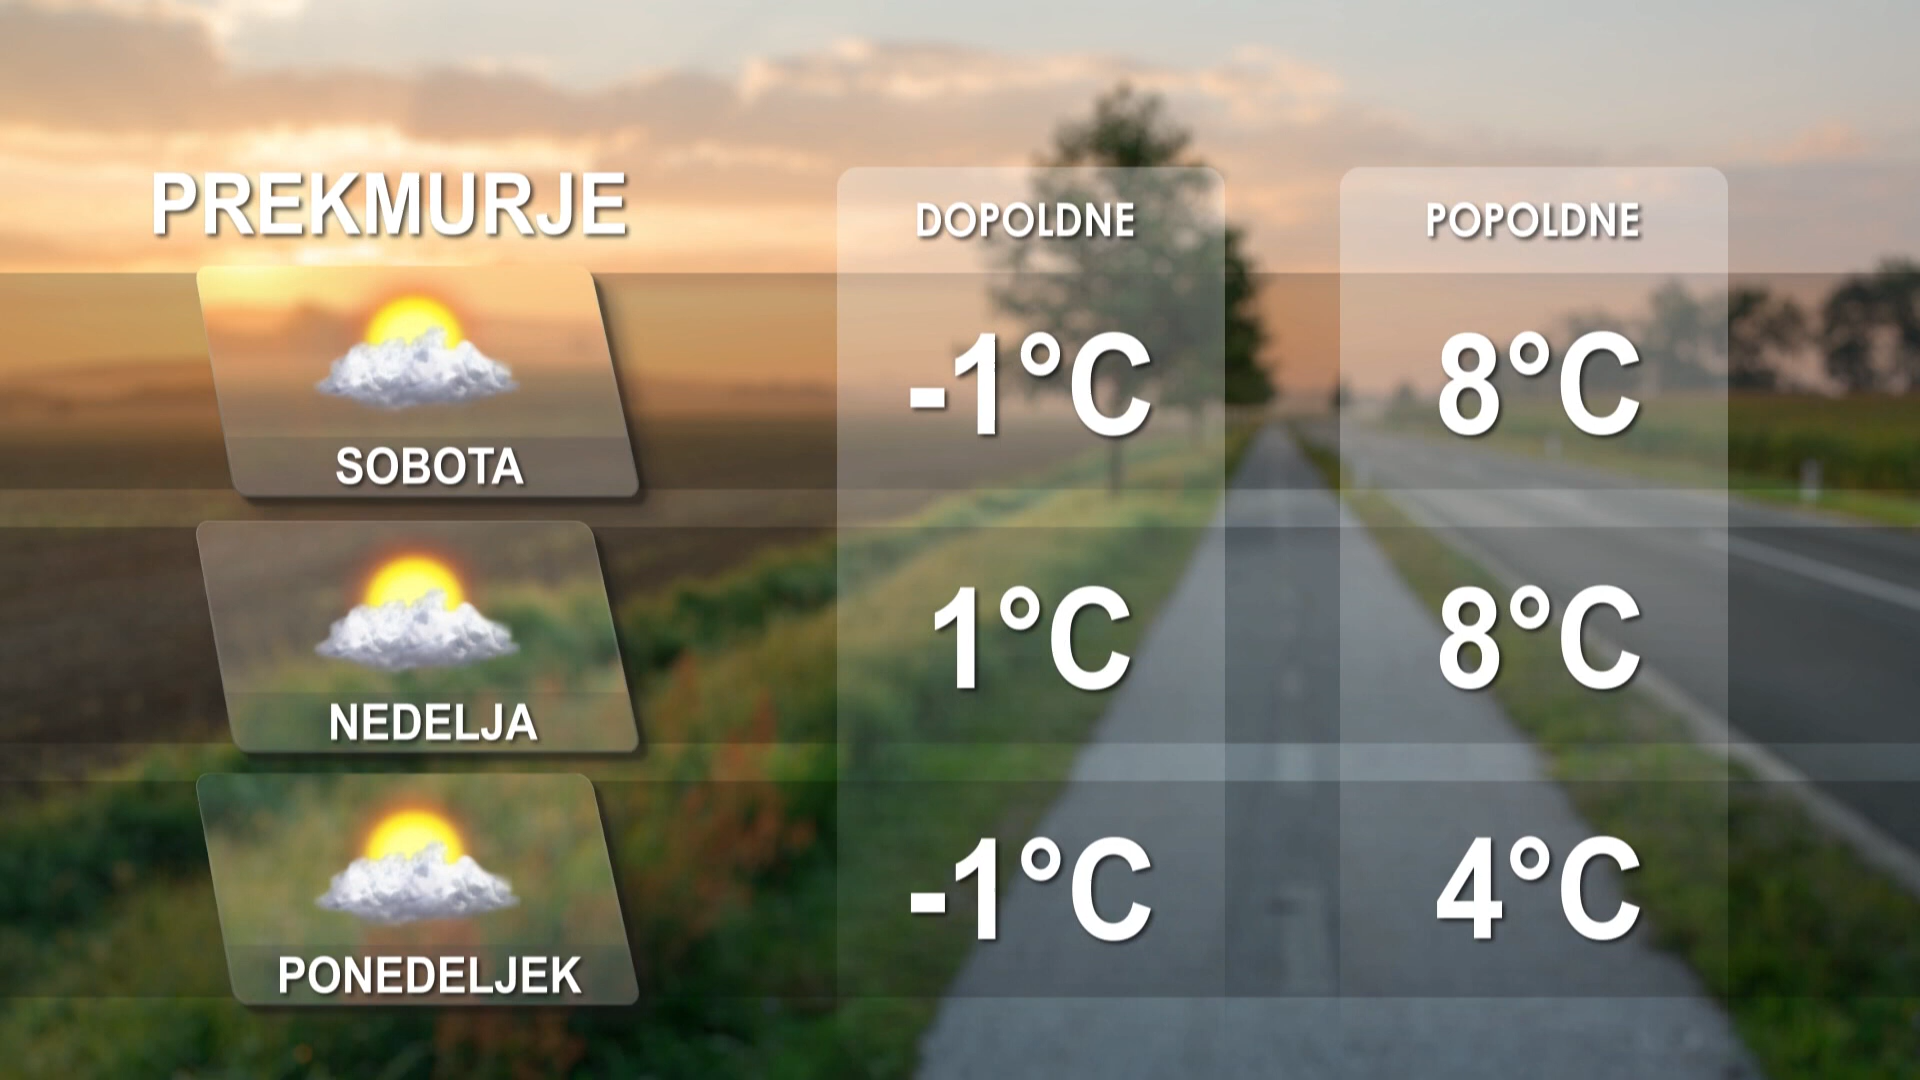 PREKMURJE
DOPOLDNE
POPOLDNE
-1°C
8°C
SOBOTA
1°C
8°C
NEDELJA
-1°C
4°C
PONEDELJEK